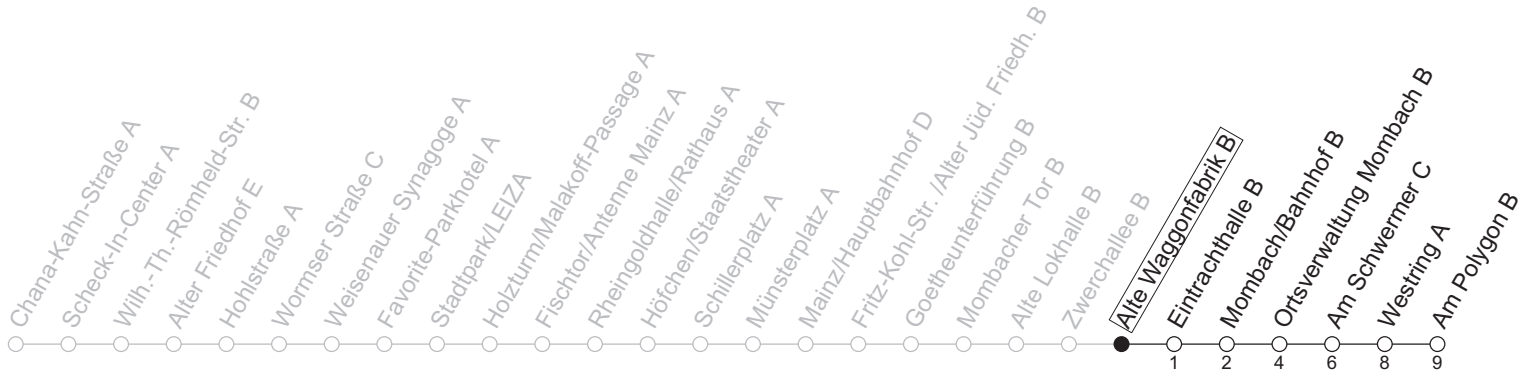 Chana-Kahn-Straße A
Scheck-In-Center A
Wilh.-Th.-Römheld-Str. B
Alter Friedhof E
Hohlstraße A
Wormser Straße C
Weisenauer Synagoge A
Favorite-Parkhotel A
Stadtpark/LEIZA
Holzturm/Malakoff-Passage A
Fischtor/Antenne Mainz A
Rheingoldhalle/Rathaus A
Höfchen/Staatstheater A
Schillerplatz A
Münsterplatz A
Mainz/Hauptbahnhof D
Fritz-Kohl-Str. /Alter Jüd. Friedh. B
Goetheunterführung B
Mombacher Tor B
Alte Lokhalle B
Zwerchallee B
Alte Waggonfabrik B
Eintrachthalle B
Mombach/Bahnhof B
Ortsverwaltung Mombach B
Am Schwermer C
Westring A
Am Polygon B
1 2 4 6 8 9